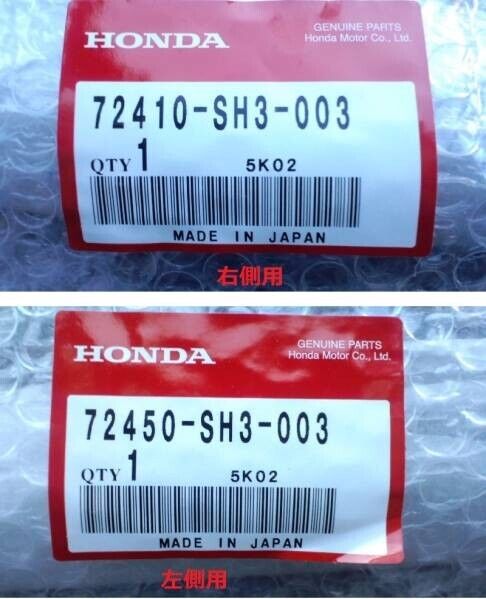 HONDA
GENUINE PARTS
Honda Motor Co., Ltd.
72410-SH3-003
QTY 1 5K02
MADE IN JAPAN
右側用
HONDA
GENUINE PARTS
Honda Motor Co., Ltd.
72450-SH3-003
QTY 1 5K02
MADE IN JAPAN
左側用